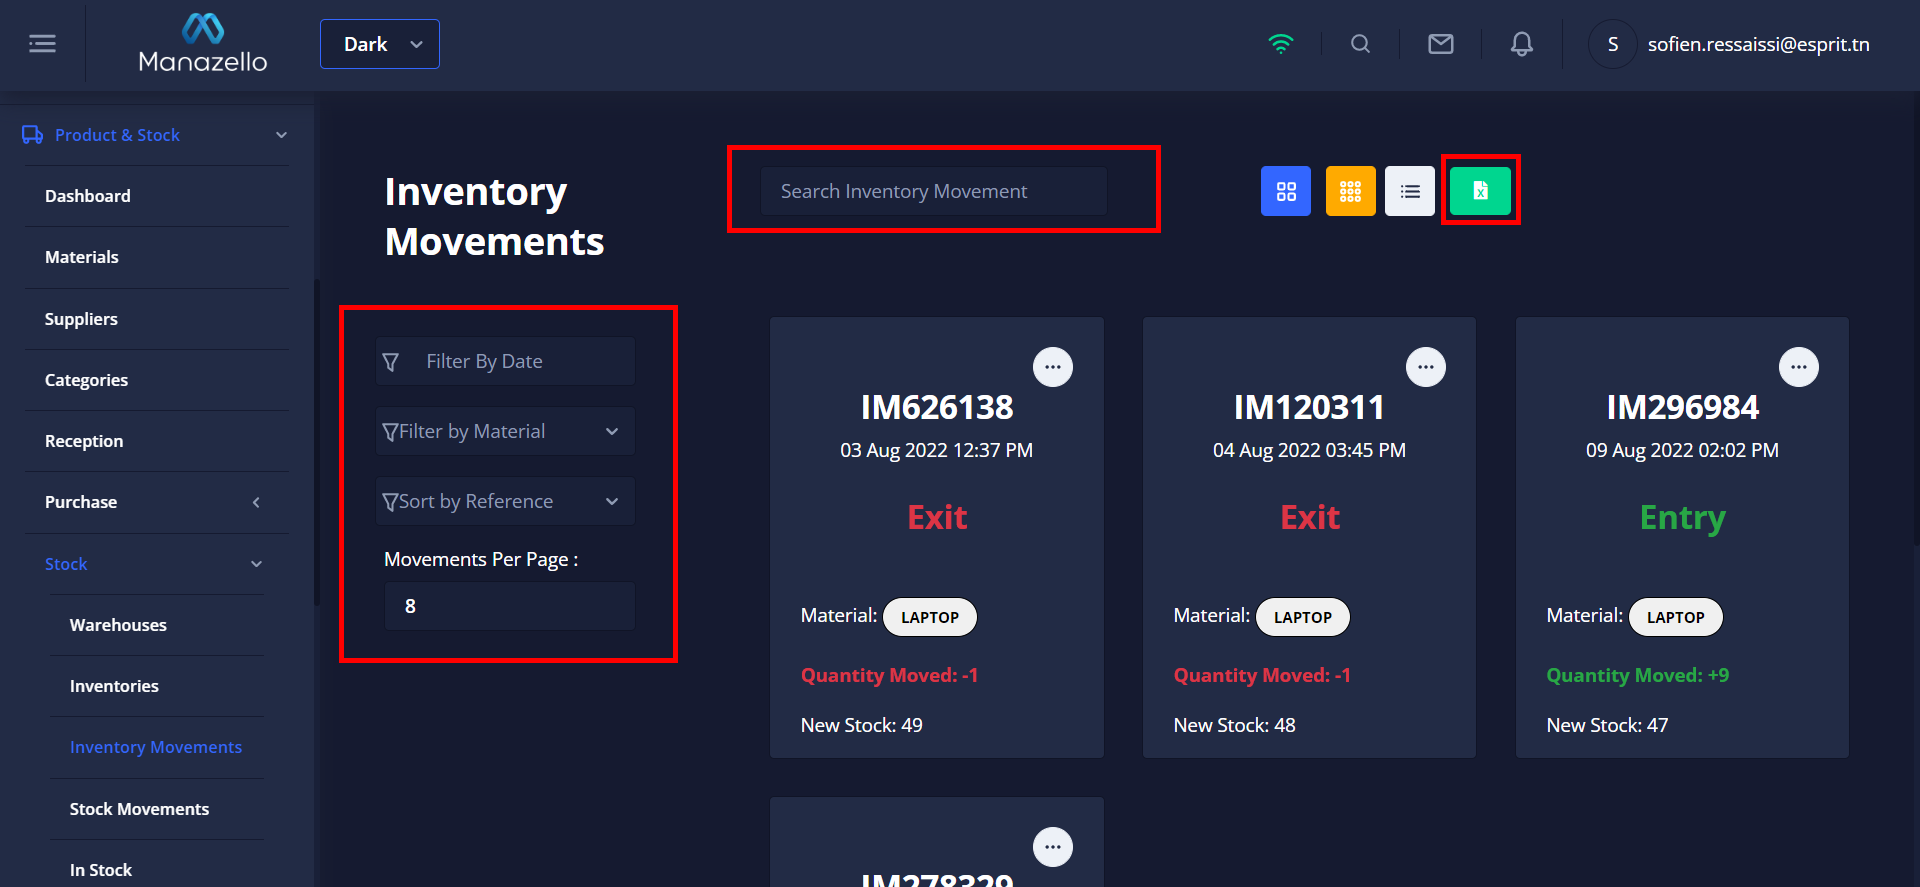 Manazello
Dark
S
sofien.ressaissi@esprit.tn
Product & Stock
Dashboard
Materials
Suppliers
Categories
Reception
Purchase
Stock
Warehouses
Inventories
Inventory Movements
Stock Movements
In Stock
Inventory
Movements
Search Inventory Movement
X
Filter By Date
Filter by Material
Sort by Reference
Movements Per Page :
8
IM626138
03 Aug 2022 12:37 PM
Exit
Material: LAPTOP
Quantity Moved: -1
New Stock: 49
IM120311
04 Aug 2022 03:45 PM
Exit
Material: LAPTOP
Quantity Moved: -1
New Stock: 48
IM296984
09 Aug 2022 02:02 PM
Entry
Material: LAPTOP
Quantity Moved: +9
New Stock: 47
IM278329